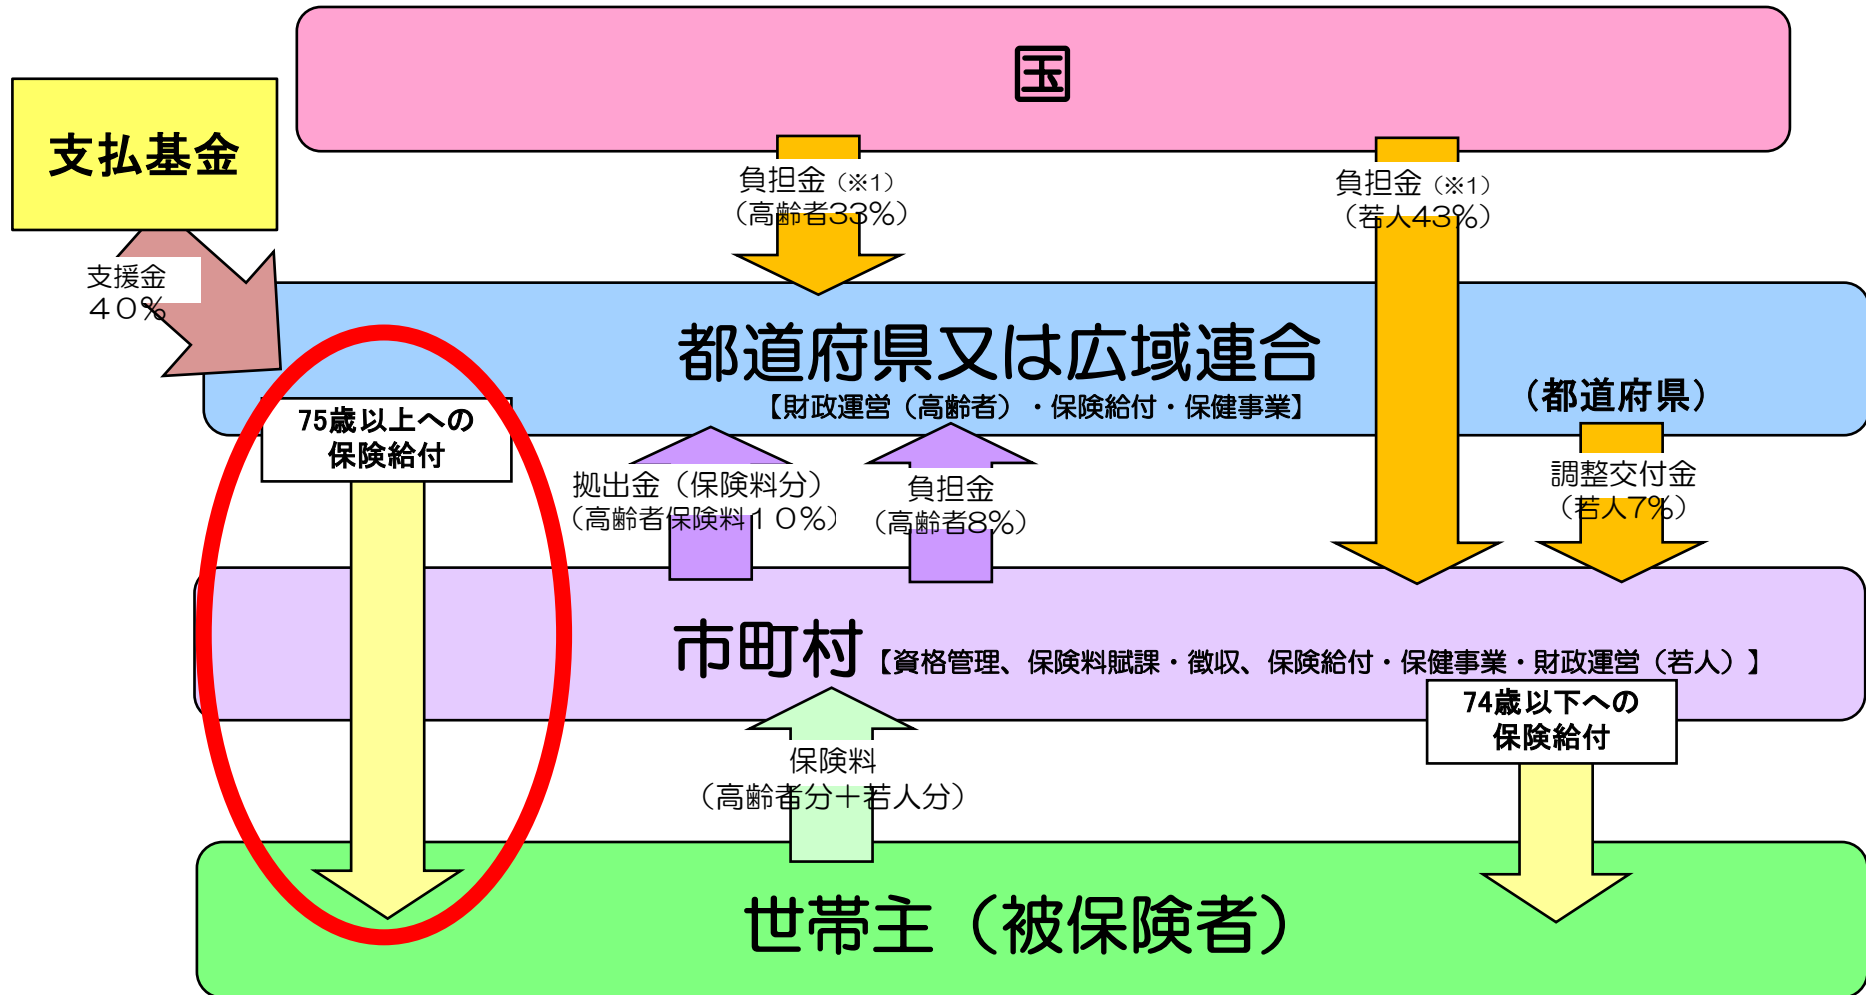 国
支払基金
負担金（※1）
（高齢者33%）
負担金（※1）
（若人43%）
支援金
４０%
都道府県又は広域連合
【財政運営（高齢者）・保険給付・保健事業】
（都道府県）
75歳以上への
保険給付
拠出金（保険料分）
（高齢者保険料１０%）
負担金
（高齢者8%）
調整交付金
（若人7%）
市町村【資格管理、保険料賦課・徴収、保険給付・保健事業・財政運営（若人）】
74歳以下への
保険給付
保険料
（高齢者分＋若人分）
世帯主（被保険者）